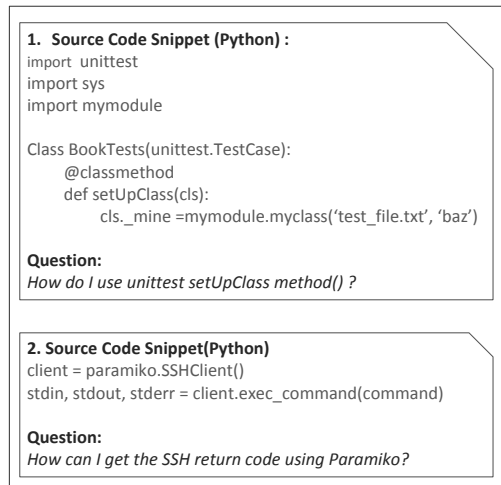 1. Source Code Snippet (Python) :
import unittest
import sys
import mymodule
Class BookTests(unittest.TestCase):
@classmethod
def setUpClass(cls):
cls._mine =mymodule.myclass(‘test_file.txt’, ‘baz’)
Question:
How do I use unittest setUpClass method() ?
2. Source Code Snippet(Python)
client = paramiko.SSHClient()
stdin, stdout, stderr = client.exec_command(command)
Question:
How can I get the SSH return code using Paramiko?